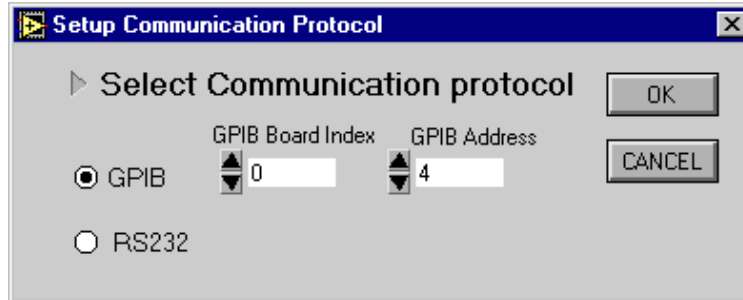 Setup Communication Protocol
Select Communication protocol
OK
GPIB Board Index GPIB Address
GPIB 0 4
CANCEL
RS232